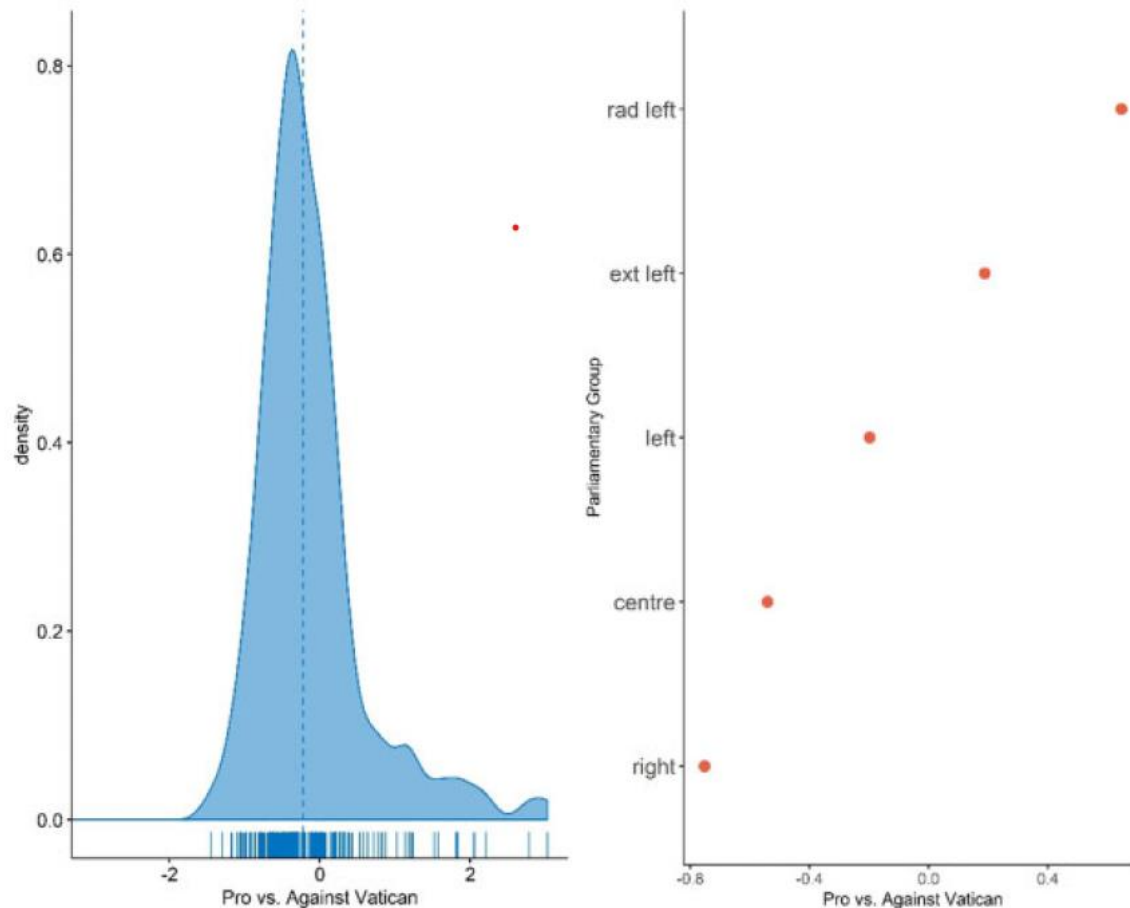 0.8
0.6
0.4
0.2
0.0
density
-2
0
2
Pro vs. Against Vatican
rad left
ext left
left
centre
right
Parliamentary Group
-0.8
-0.4
0.0
0.4
Pro vs. Against Vatican